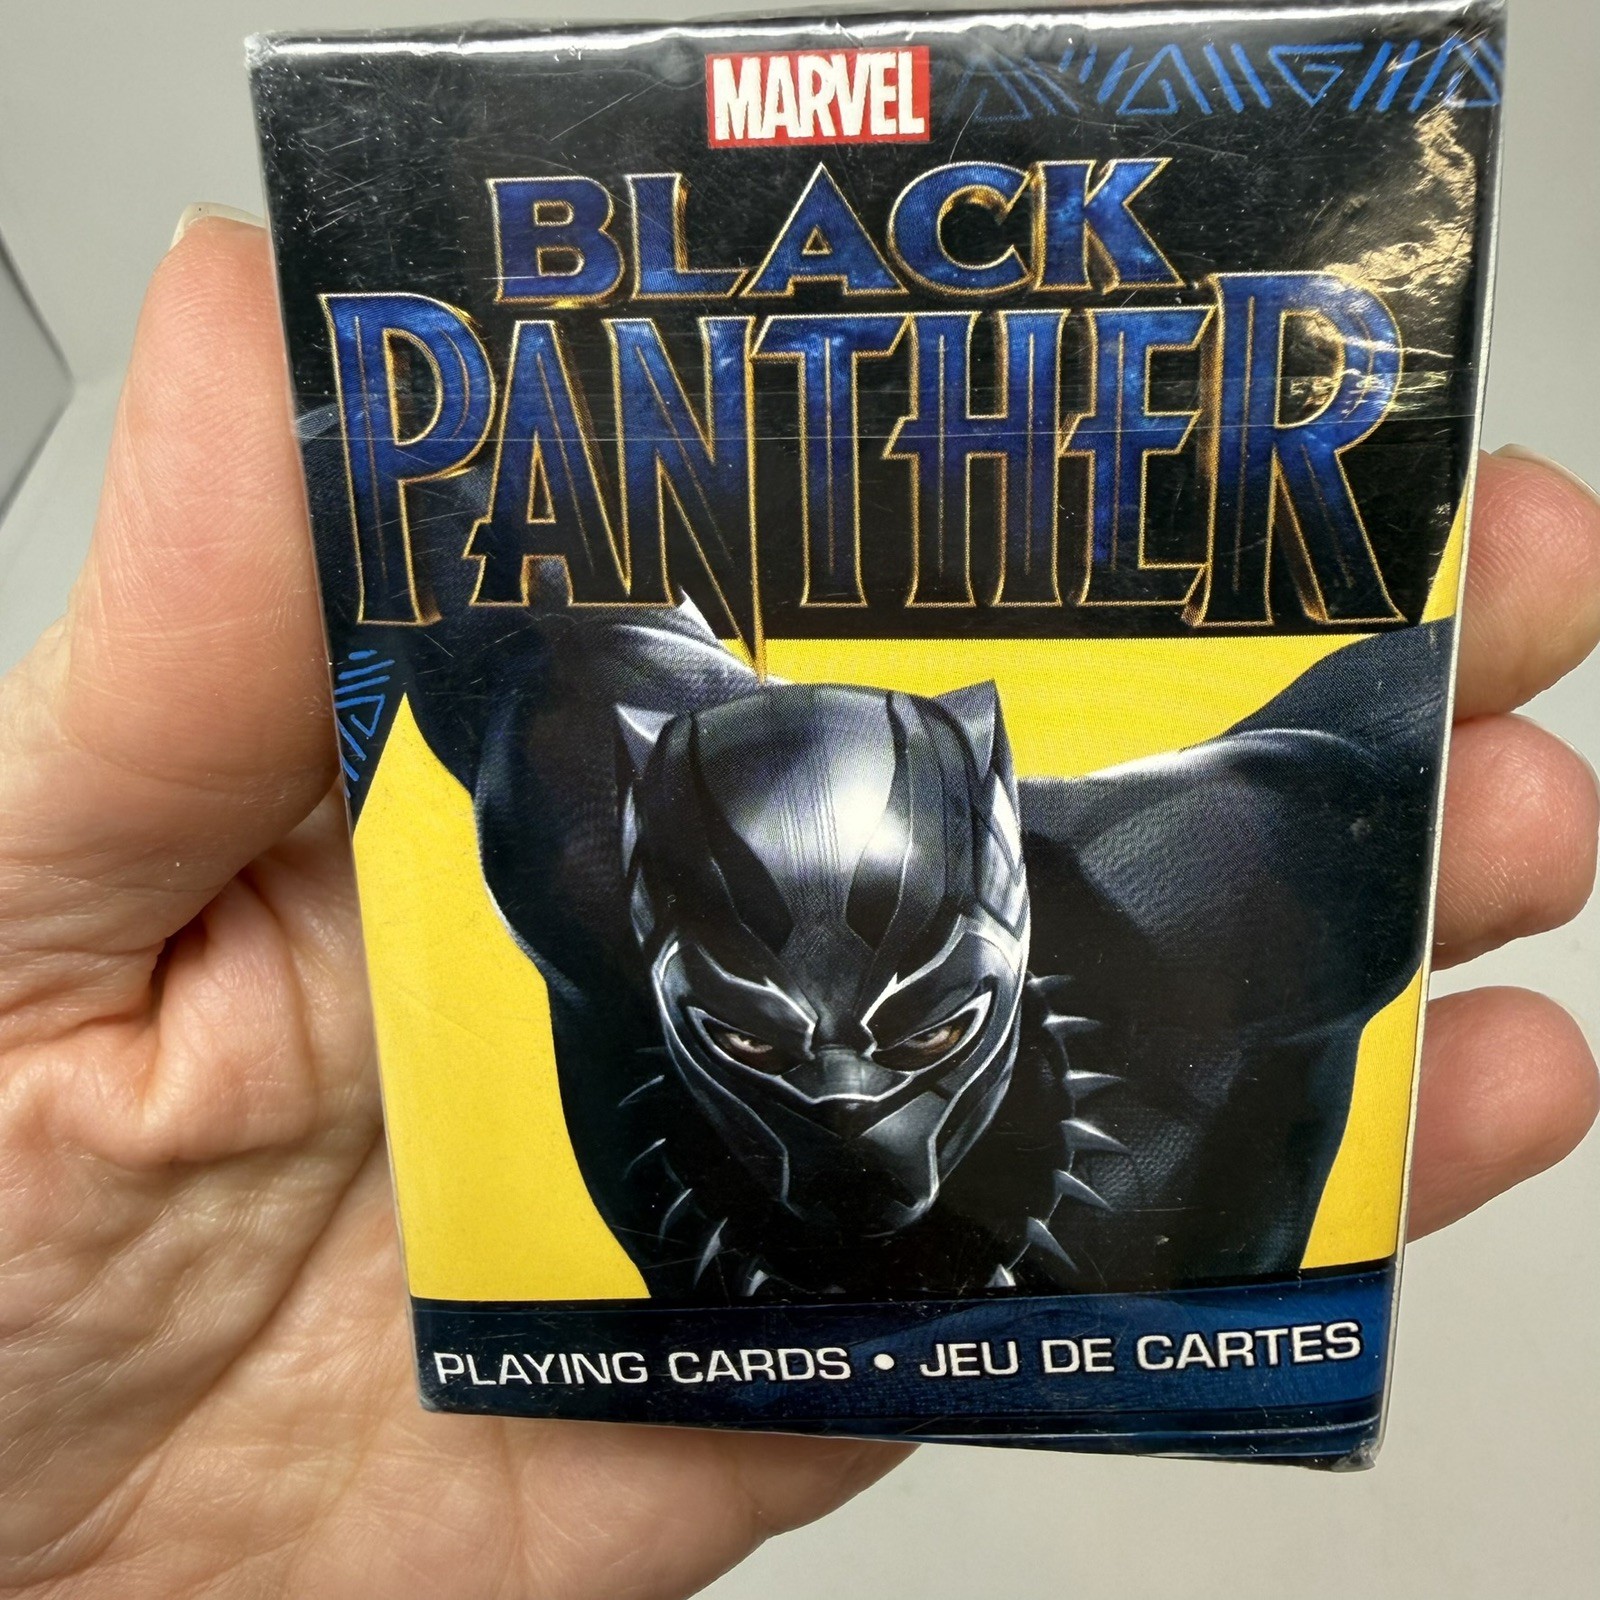 MARVEL
BLACK
PANTHER
PLAYING CARDS • JEU DE CARTES